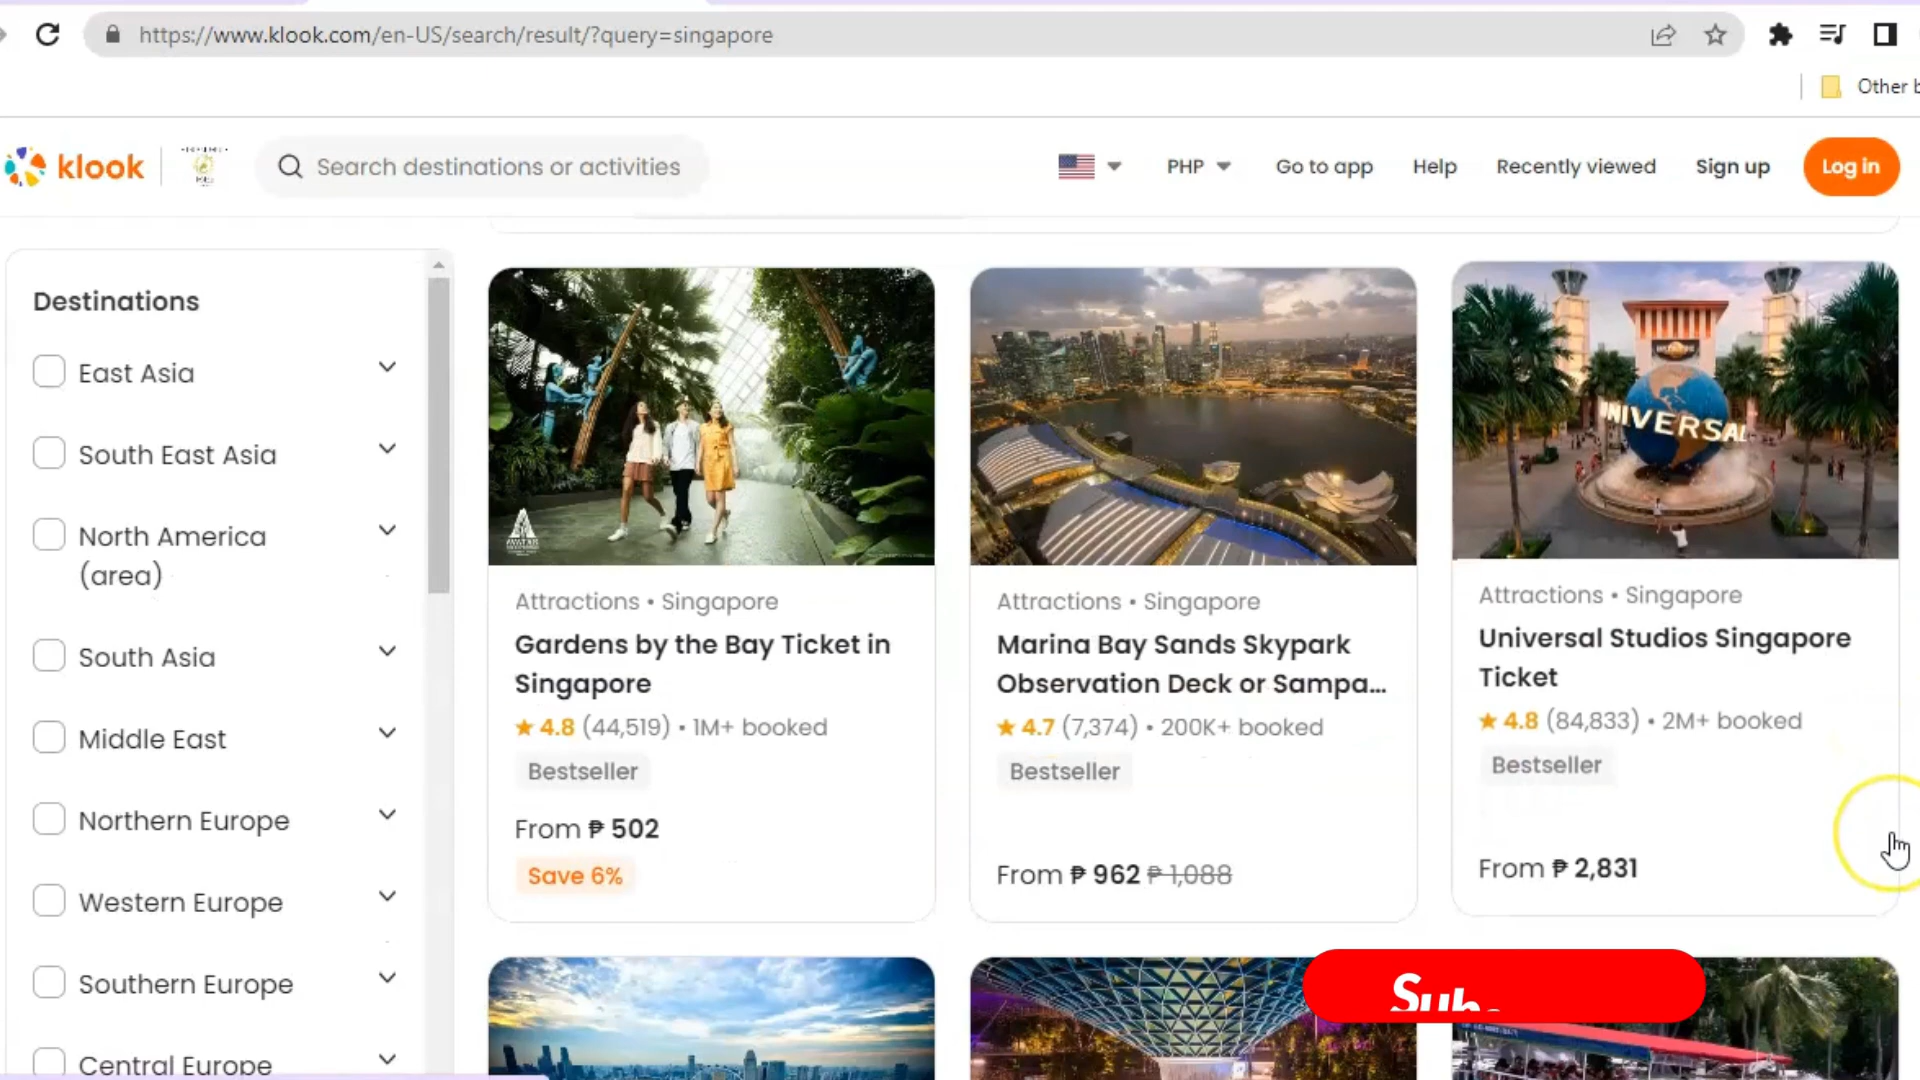 https://www.klook.com/en-US/search/result/?query=singapore
Other b
klook
Search destinations or activities
PHP
Go to app
Help
Recently viewed
Sign up
Log in
Destinations
East Asia
South East Asia
North America
(area)
South Asia
Middle East
Northern Europe
Western Europe
Southern Europe
Central Europe
AVATAR
Attractions • Singapore
Gardens by the Bay Ticket in
Singapore
★ 4.8 (44,519) • 1M+ booked
Bestseller
From ₱ 502
Save 6%
Attractions • Singapore
Marina Bay Sands Skypark
Observation Deck or Sampa...
★ 4.7 (7,374) • 200K+ booked
Bestseller
From ₱ 962 ₱ 1,088
UNIVERSAL
Attractions • Singapore
Universal Studios Singapore
Ticket
★ 4.8 (84,833) • 2M+ booked
Bestseller
From ₱ 2,831